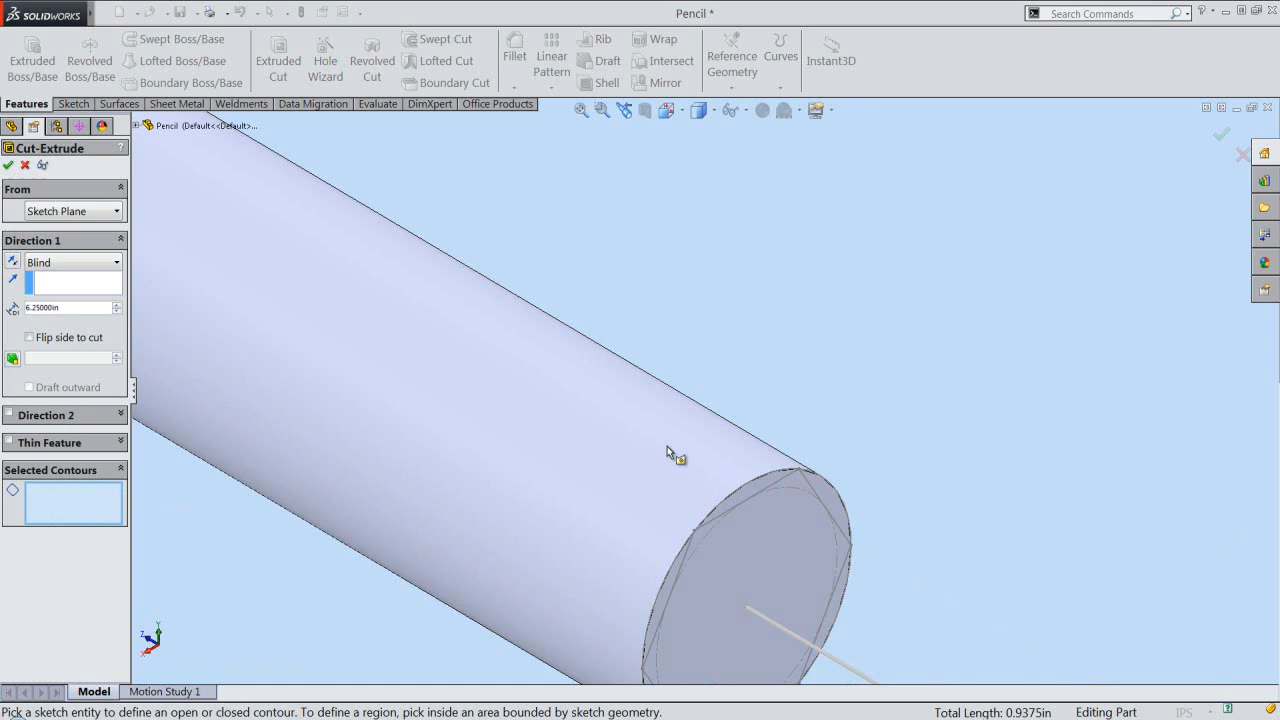 SOLIDWORKS
Pencil *
Search Commands
Extruded Boss/Base
Revolved Boss/Base
Swept Boss/Base
Lofted Boss/Base
Boundary Boss/Base
Extruded Cut
Hole Wizard
Revolved Cut
Swept Cut
Lofted Cut
Boundary Cut
Fillet
Linear Pattern
Rib
Draft
Shell
Wrap
Intersect
Mirror
Reference Geometry
Curves
Instant3D
Features
Sketch
Surfaces
Sheet Metal
Weldments
Data Migration
Evaluate
DimXpert
Office Products
Pencil (Default<<Default>...
Cut-Extrude
?
From
Sketch Plane
Direction 1
Blind
6.25000in
Flip side to cut
Draft outward
Direction 2
Thin Feature
Selected Contours
Y
Z
X
Model
Motion Study 1
Pick a sketch entity to define an open or closed contour. To define a region, pick inside an area bounded by sketch geometry.
Total Length: 0.9375in
Editing Part
IPS